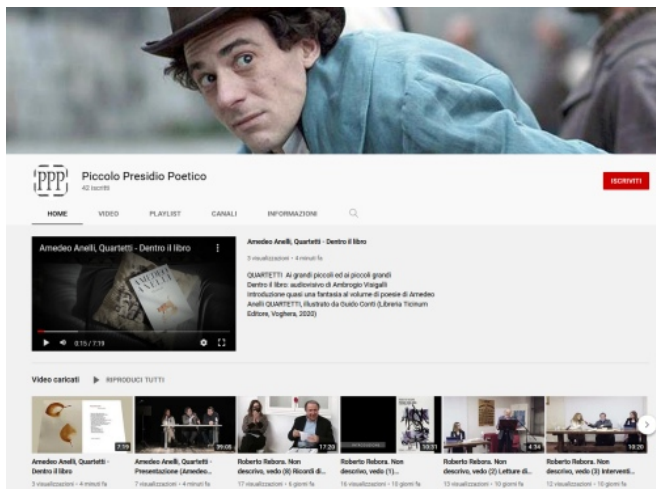 PPP
Piccolo Presidio Poetico
42 iscritti
ISCRIVITI
HOME VIDEO PLAYLIST CANALI INFORMAZIONI
Amedeo Anelli, Quartetti - Dentro il libro
AMEDEO
ANELLI
0:15 / 7:19
Amedeo Anelli, Quartetti - Dentro il libro
3 visualizzazioni • 4 minuti fa
QUARTETTI Ai grandi piccoli ed ai piccoli grandi
Dentro il libro: audiovisivo di Ambrogio Visigalli
Introduzione quasi una fantasia al volume di poesie di Amedeo
Anelli QUARTETTI, illustrato da Guido Conti (Libreria Ticinum
Editore, Voghera, 2020)
Video caricati RIPRODUCI TUTTI
7:19 39:05 17:20 10:31 4:34 10:20
Amedeo Anelli, Quartetti -
Dentro il libro
3 visualizzazioni • 4 minuti fa
Amedeo Anelli, Quartetti -
Presentazione (Amedeo...
7 visualizzazioni • 4 minuti fa
Roberto Rebora. Non
descrivo, vedo (8) Ricordi di...
17 visualizzazioni • 6 giorni fa
Roberto Rebora. Non
descrivo, vedo (1)...
16 visualizzazioni • 10 giorni fa
Roberto Rebora. Non
descrivo, vedo (2) Letture di...
13 visualizzazioni • 10 giorni fa
Roberto Rebora. Non
descrivo, vedo (3) Interventi...
12 visualizzazioni • 10 giorni fa